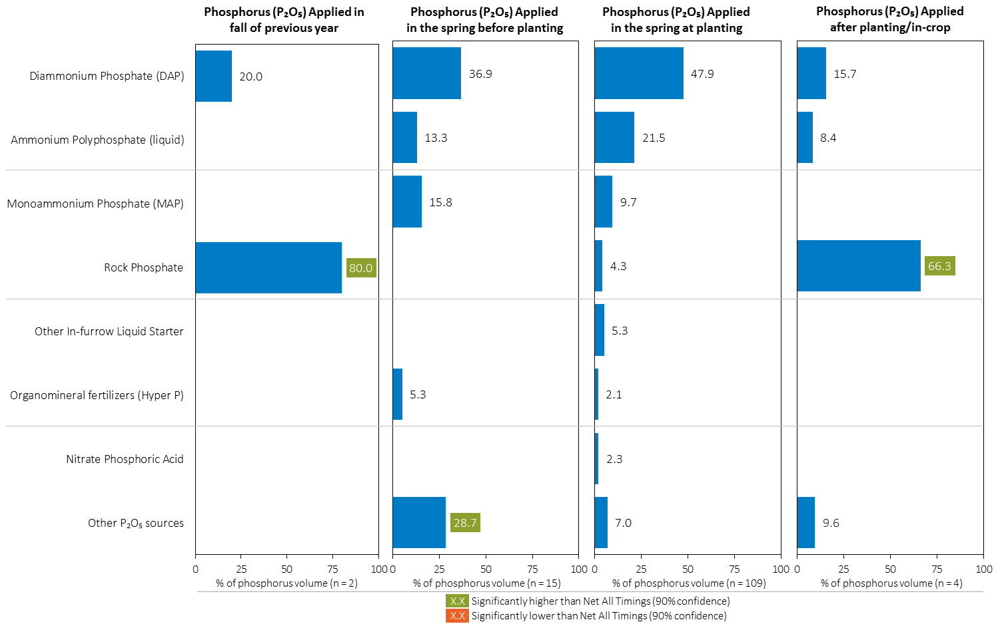 Phosphorus (P₂O₅) Applied in
fall of previous year
Phosphorus (P₂O₅) Applied
in the spring before planting
Phosphorus (P₂O₅) Applied
in the spring at planting
Phosphorus (P₂O₅) Applied
after planting/in-crop
Diammonium Phosphate (DAP) 20.0 36.9 47.9 15.7
Ammonium Polyphosphate (liquid) 13.3 21.5 8.4
Monoammonium Phosphate (MAP) 15.8 9.7
Rock Phosphate 80.0 4.3 66.3
Other In-furrow Liquid Starter 5.3
Organomineral fertilizers (Hyper P) 5.3 2.1
Nitrate Phosphoric Acid 2.3
Other P₂O₅ sources 28.7 7.0 9.6
0 25 50 75 100 0 25 50 75 100 0 25 50 75 100 0 25 50 75 100
% of phosphorus volume (n = 2) % of phosphorus volume (n = 15) % of phosphorus volume (n = 109) % of phosphorus volume (n = 4)
X.X Significantly higher than Net All Timings (90% confidence)
X.X Significantly lower than Net All Timings (90% confidence)